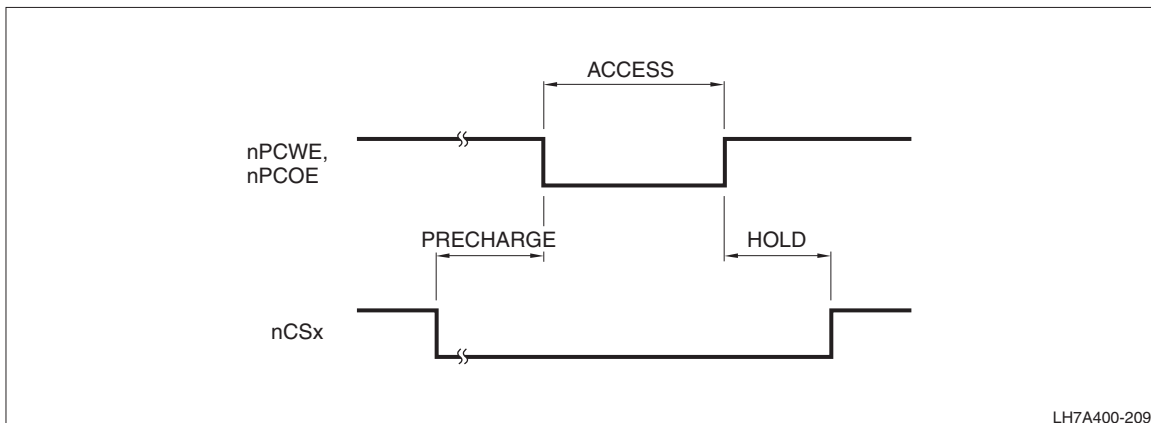 ACCESS
nPCWE,
nPCOE
PRECHARGE
HOLD
nCSx
LH7A400-209